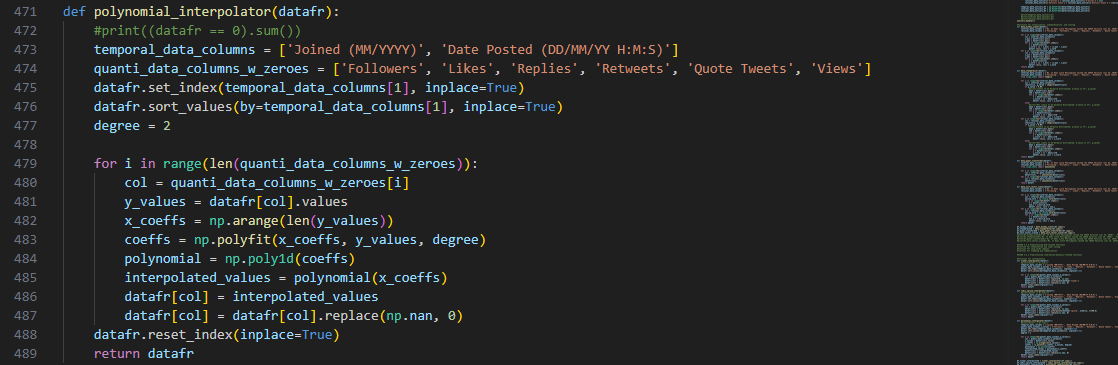 471 def polynomial_interpolator(datafr):
472     #print((datafr == 0).sum())
473     temporal_data_columns = ['Joined (MM/YYYY)', 'Date Posted (DD/MM/YY H:M:S)']
474     quanti_data_columns_w_zeroes = ['Followers', 'Likes', 'Replies', 'Retweets', 'Quote Tweets', 'Views']
475     datafr.set_index(temporal_data_columns[1], inplace=True)
476     datafr.sort_values(by=temporal_data_columns[1], inplace=True)
477     degree = 2
478
479     for i in range(len(quanti_data_columns_w_zeroes)):
480         col = quanti_data_columns_w_zeroes[i]
481         y_values = datafr[col].values
482         x_coeffs = np.arange(len(y_values))
483         coeffs = np.polyfit(x_coeffs, y_values, degree)
484         polynomial = np.poly1d(coeffs)
485         interpolated_values = polynomial(x_coeffs)
486         datafr[col] = interpolated_values
487         datafr[col] = datafr[col].replace(np.nan, 0)
488     datafr.reset_index(inplace=True)
489     return datafr